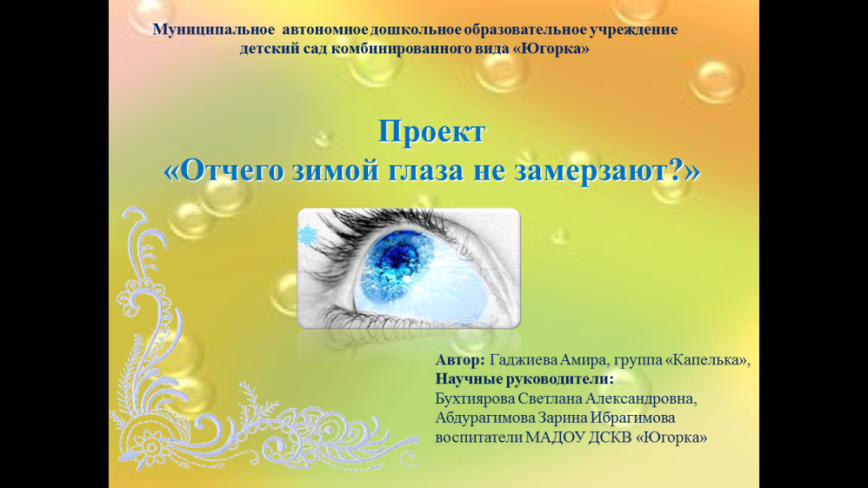 Муниципальное автономное дошкольное образовательное учреждение
детский сад комбинированного вида «Югорка»
Проект
«Отчего зимой глаза не замерзают?»
Автор: Гаджиева Амира, группа «Капелька»,
Научные руководители:
Бухтиярова Светлана Александровна,
Абдурагимова Зарина Ибрагимова
воспитатели МАДОУ ДСКВ «Югорка»